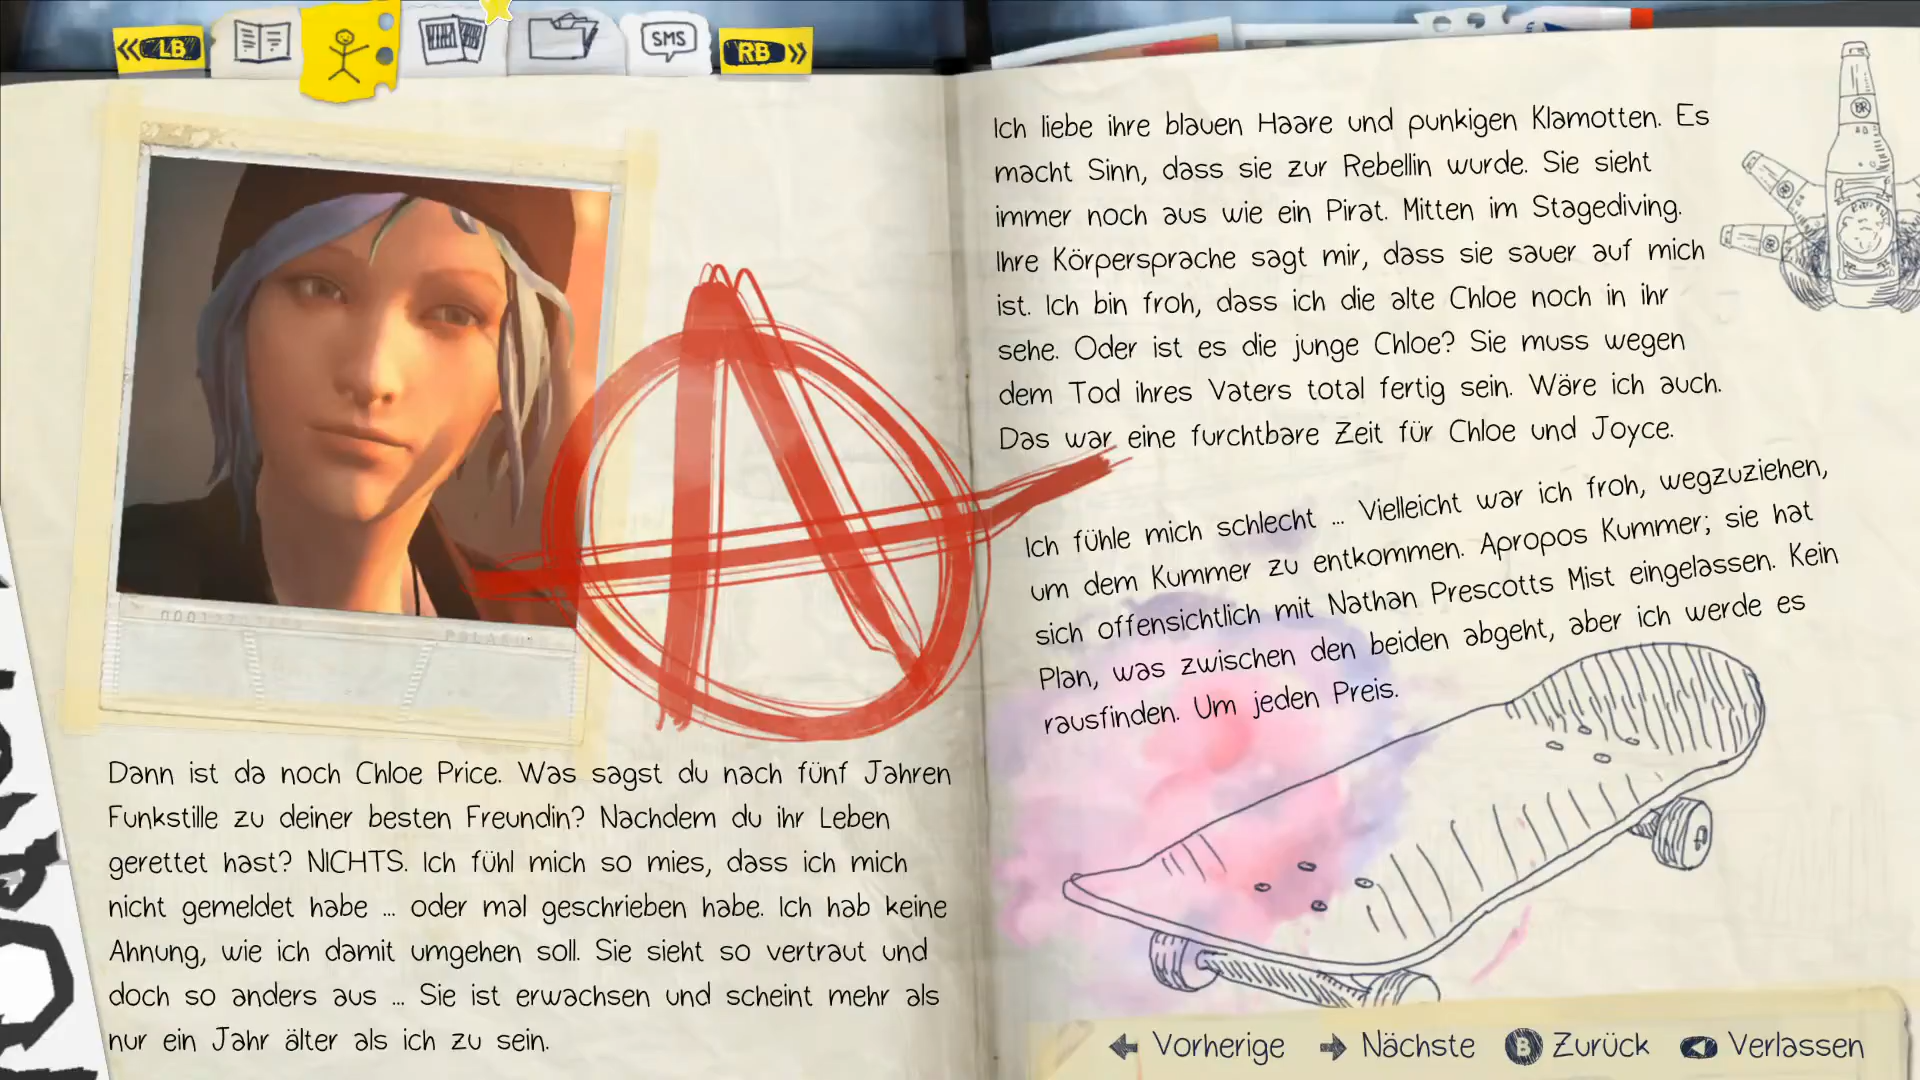 LB
SMS
RB
Dann ist da noch Chloe Price. Was sagst du nach fünf Jahren
Funkstille zu deiner besten Freundin? Nachdem du ihr Leben
gerettet hast? NICHTS. Ich fühl mich so mies, dass ich mich
nicht gemeldet habe ... oder mal geschrieben habe. Ich hab keine
Ahnung, wie ich damit umgehen soll. Sie sieht so vertraut und
doch so anders aus ... Sie ist erwachsen und scheint mehr als
nur ein Jahr älter als ich zu sein.
Ich liebe ihre blauen Haare und punkigen Klamotten. Es
macht Sinn, dass sie zur Rebellin wurde. Sie sieht
immer noch aus wie ein Pirat. Mitten im Stagediving.
Ihre Körpersprache sagt mir, dass sie sauer auf mich
ist. Ich bin froh, dass ich die alte Chloe noch in ihr
sehe. Oder ist es die junge Chloe? Sie muss wegen
dem Tod ihres Vaters total fertig sein. Wäre ich auch.
Das war eine furchtbare Zeit für Chloe und Joyce.
Ich fühle mich schlecht ... Vielleicht war ich froh, wegzuziehen,
um dem Kummer zu entkommen. Apropos Kummer; sie hat
sich offensichtlich mit Nathan Prescotts Mist eingelassen. Kein
Plan, was zwischen den beiden abgeht, aber ich werde es
rausfinden. Um jeden Preis.
Vorherige Nächste B Zurück Verlassen